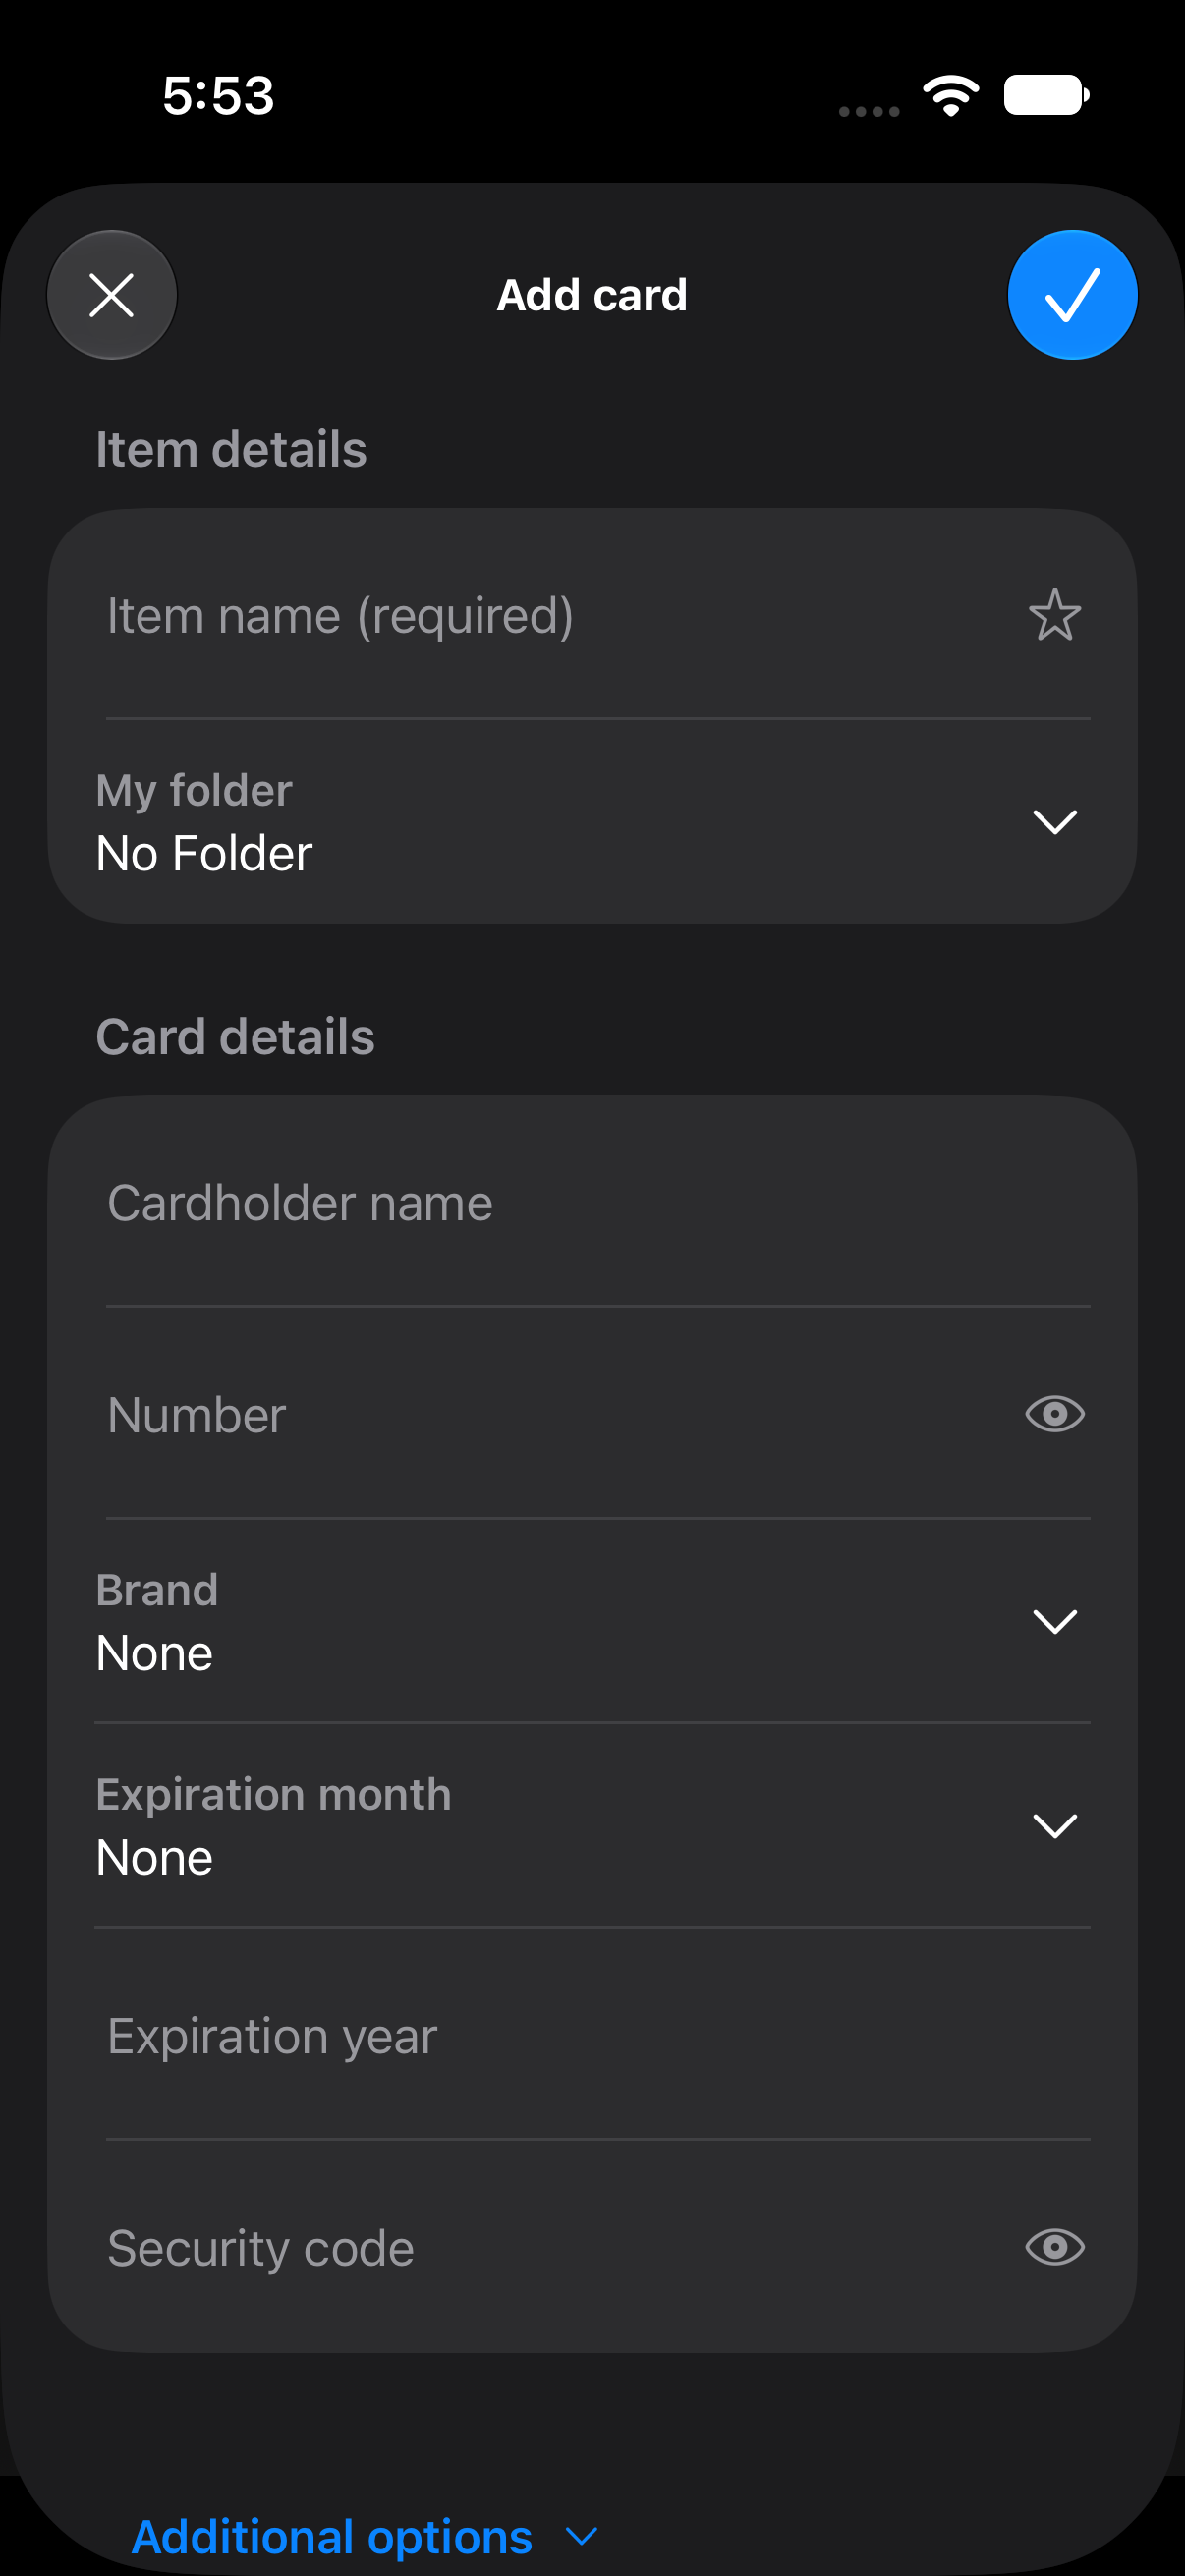 5:53
Add card
Item details
Item name (required)
My folder
No Folder
Card details
Cardholder name
Number
Brand
None
Expiration month
None
Expiration year
Security code
Additional options